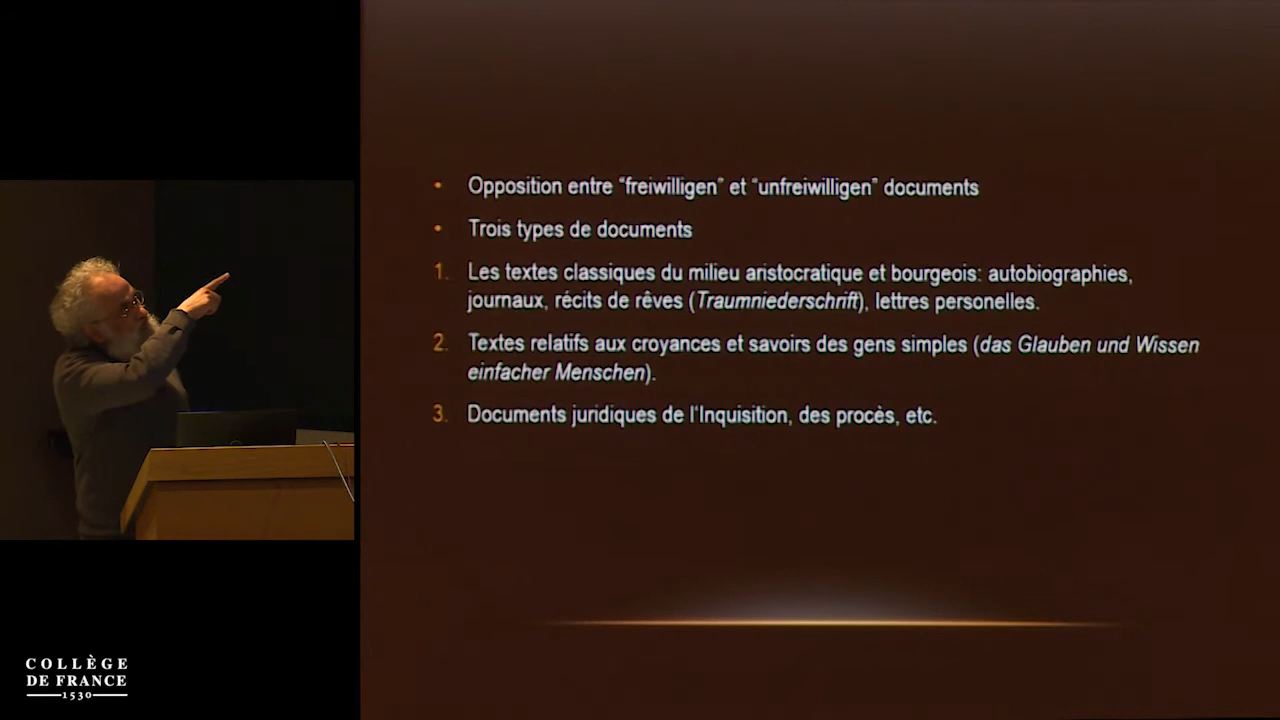 • Opposition entre “freiwilligen” et “unfreiwilligen” documents
• Trois types de documents
1. Les textes classiques du milieu aristocratique et bourgeois: autobiographies,
journaux, récits de rêves (Traumniederschrift), lettres personelles.
2. Textes relatifs aux croyances et savoirs des gens simples (das Glauben und Wissen
einfacher Menschen).
3. Documents juridiques de l'Inquisition, des procès, etc.
COLLÈGE
DE FRANCE
1530